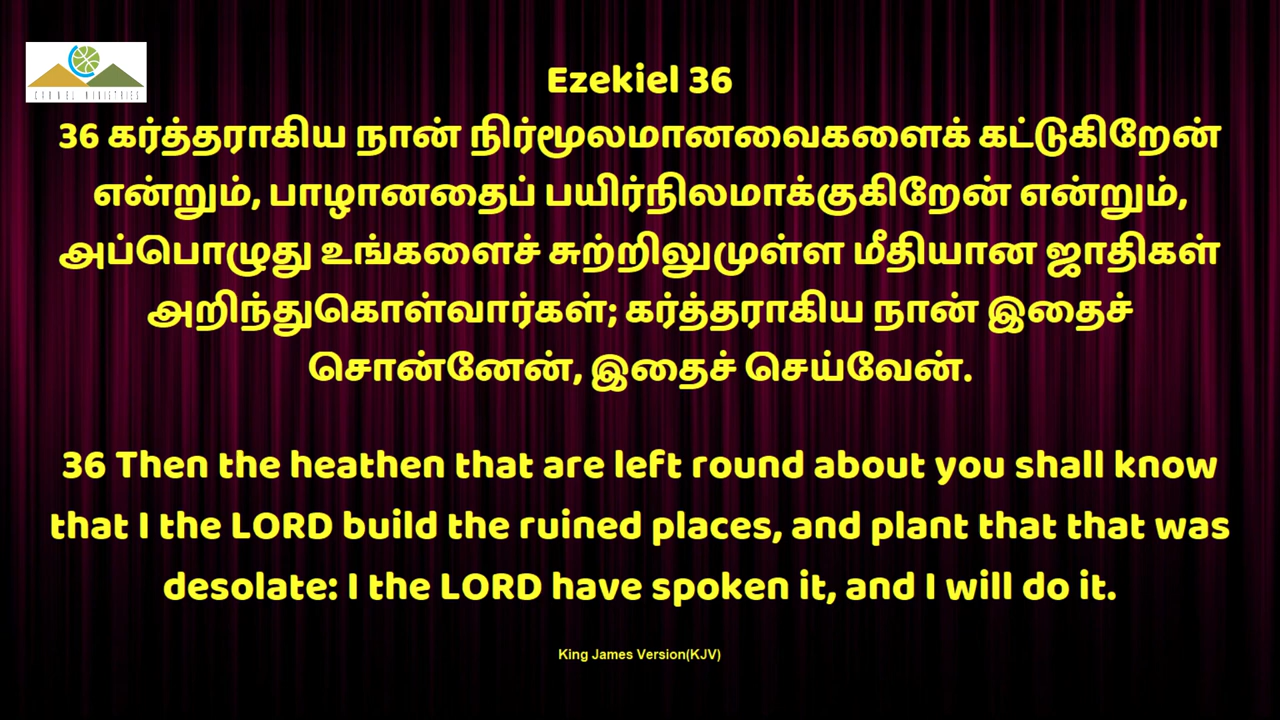 Ezekiel 36
36 கர்த்தராகிய நான் நிர்மூலமானவைகளைக் கட்டுகிறேன்
என்றும், பாழானதைப் பயிர்நிலமாக்குகிறேன் என்றும்,
அப்பொழுது உங்களைச் சுற்றிலுமுள்ள மீதியான ஜாதிகள்
அறிந்துகொள்வார்கள்; கர்த்தராகிய நான் இதைச்
சொன்னேன், இதைச் செய்வேன்.
36 Then the heathen that are left round about you shall know
that I the LORD build the ruined places, and plant that that was
desolate: I the LORD have spoken it, and I will do it.
King James Version(KJV)